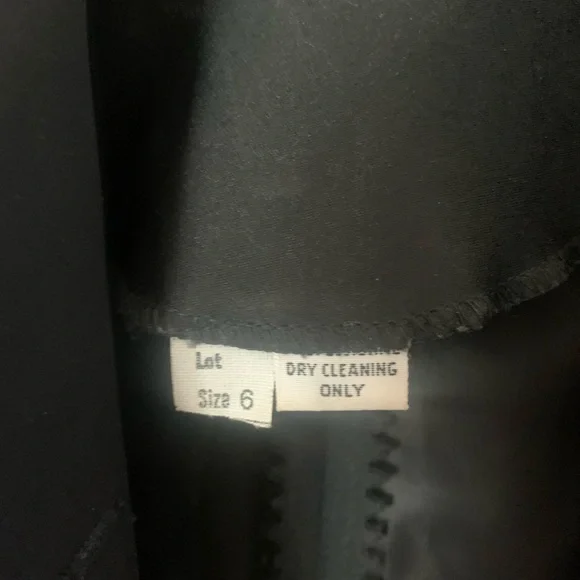 Lot
Size 6
DRY CLEANING
ONLY